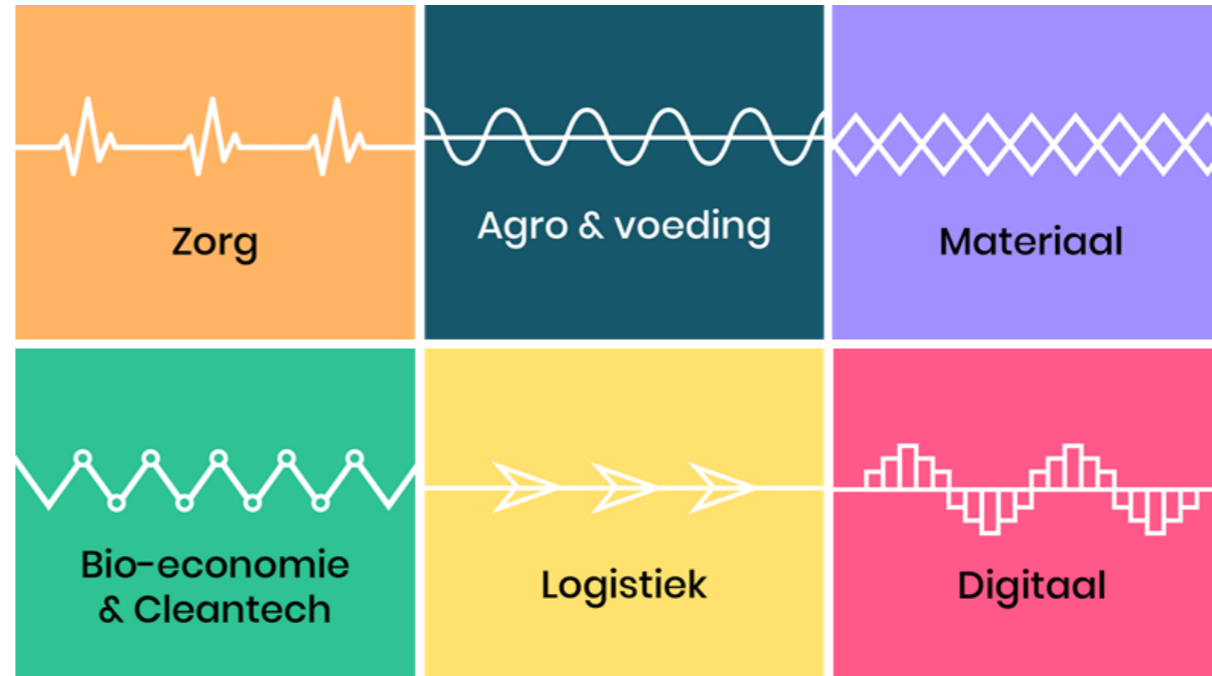 Zorg
Agro & voeding
Materiaal
Bio-economie
& Cleantech
Logistiek
Digitaal